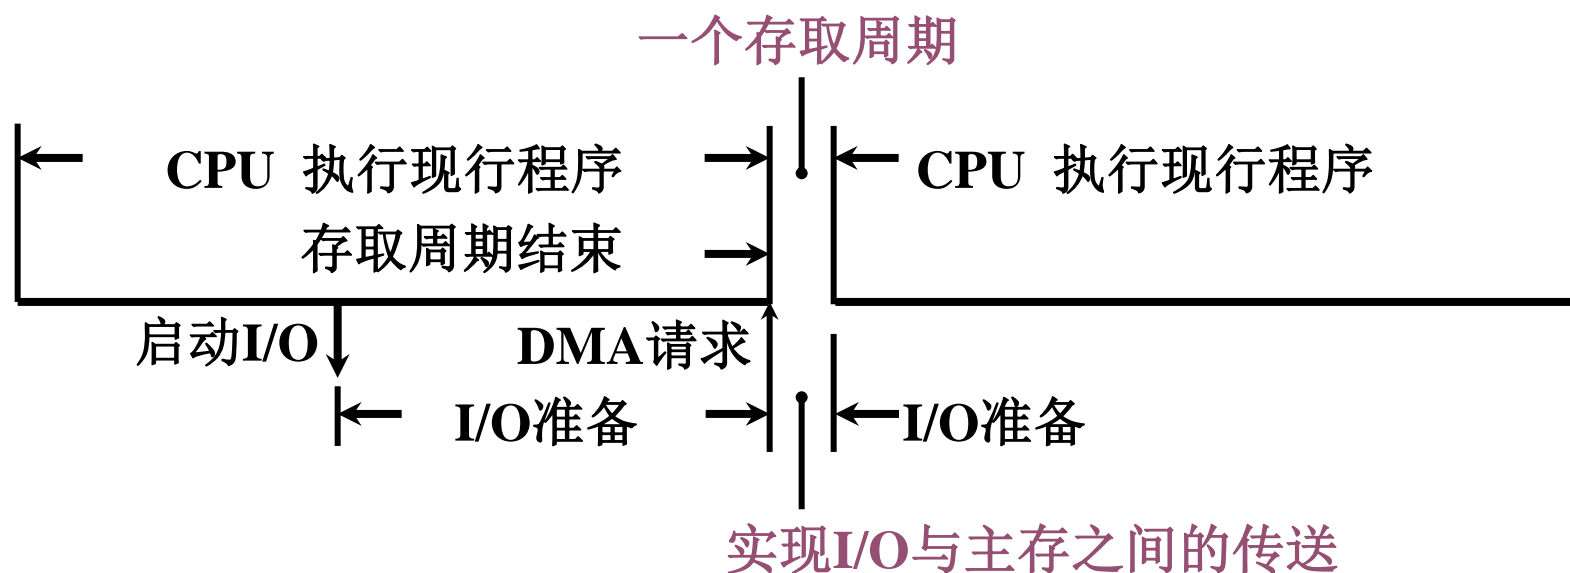 一个存取周期
CPU 执行现行程序 CPU 执行现行程序
存取周期结束
启动I/O DMA请求
I/O准备 I/O准备
实现I/O与主存之间的传送